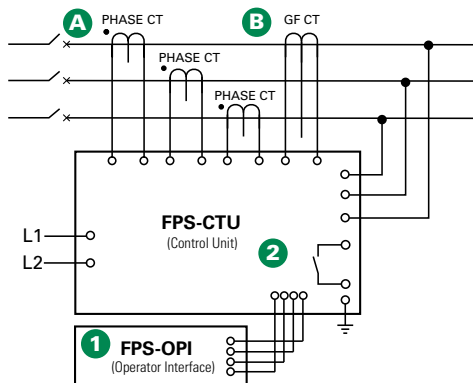 A PHASE CT B GF CT
PHASE CT
PHASE CT
FPS-CTU
(Control Unit)
L1
L2
2
1 FPS-OPI
(Operator Interface)